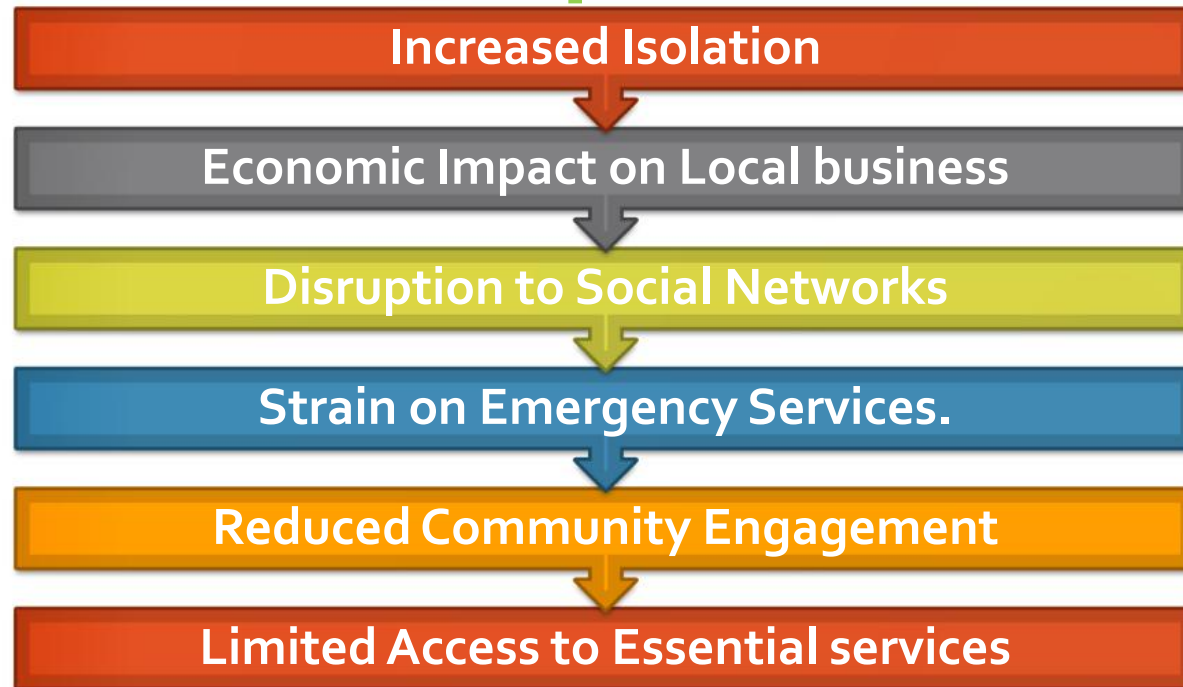 Increased Isolation
Economic Impact on Local business
Disruption to Social Networks
Strain on Emergency Services.
Reduced Community Engagement
Limited Access to Essential services